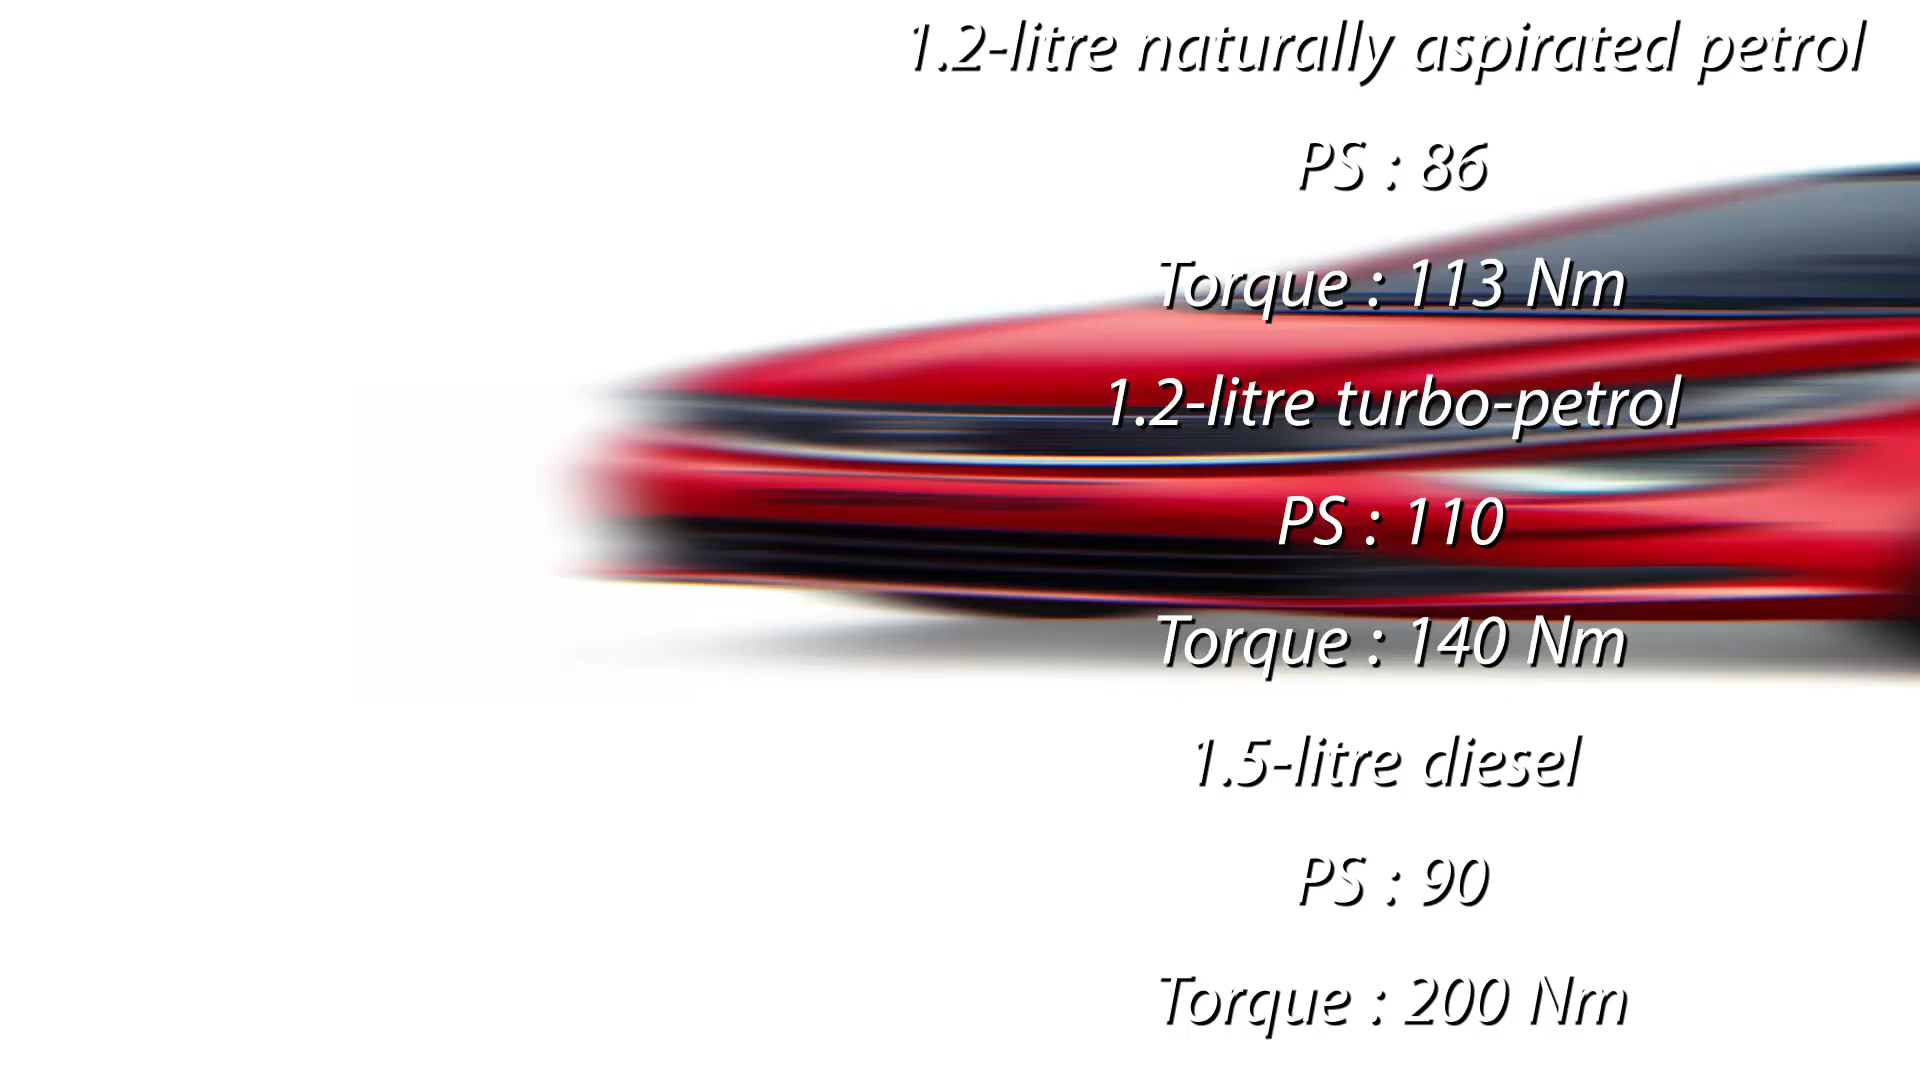 1.2-litre naturally aspirated petrol
PS : 86
Torque : 113 Nm
1.2-litre turbo-petrol
PS : 110
Torque : 140 Nm
1.5-litre diesel
PS : 90
Torque : 200 Nm